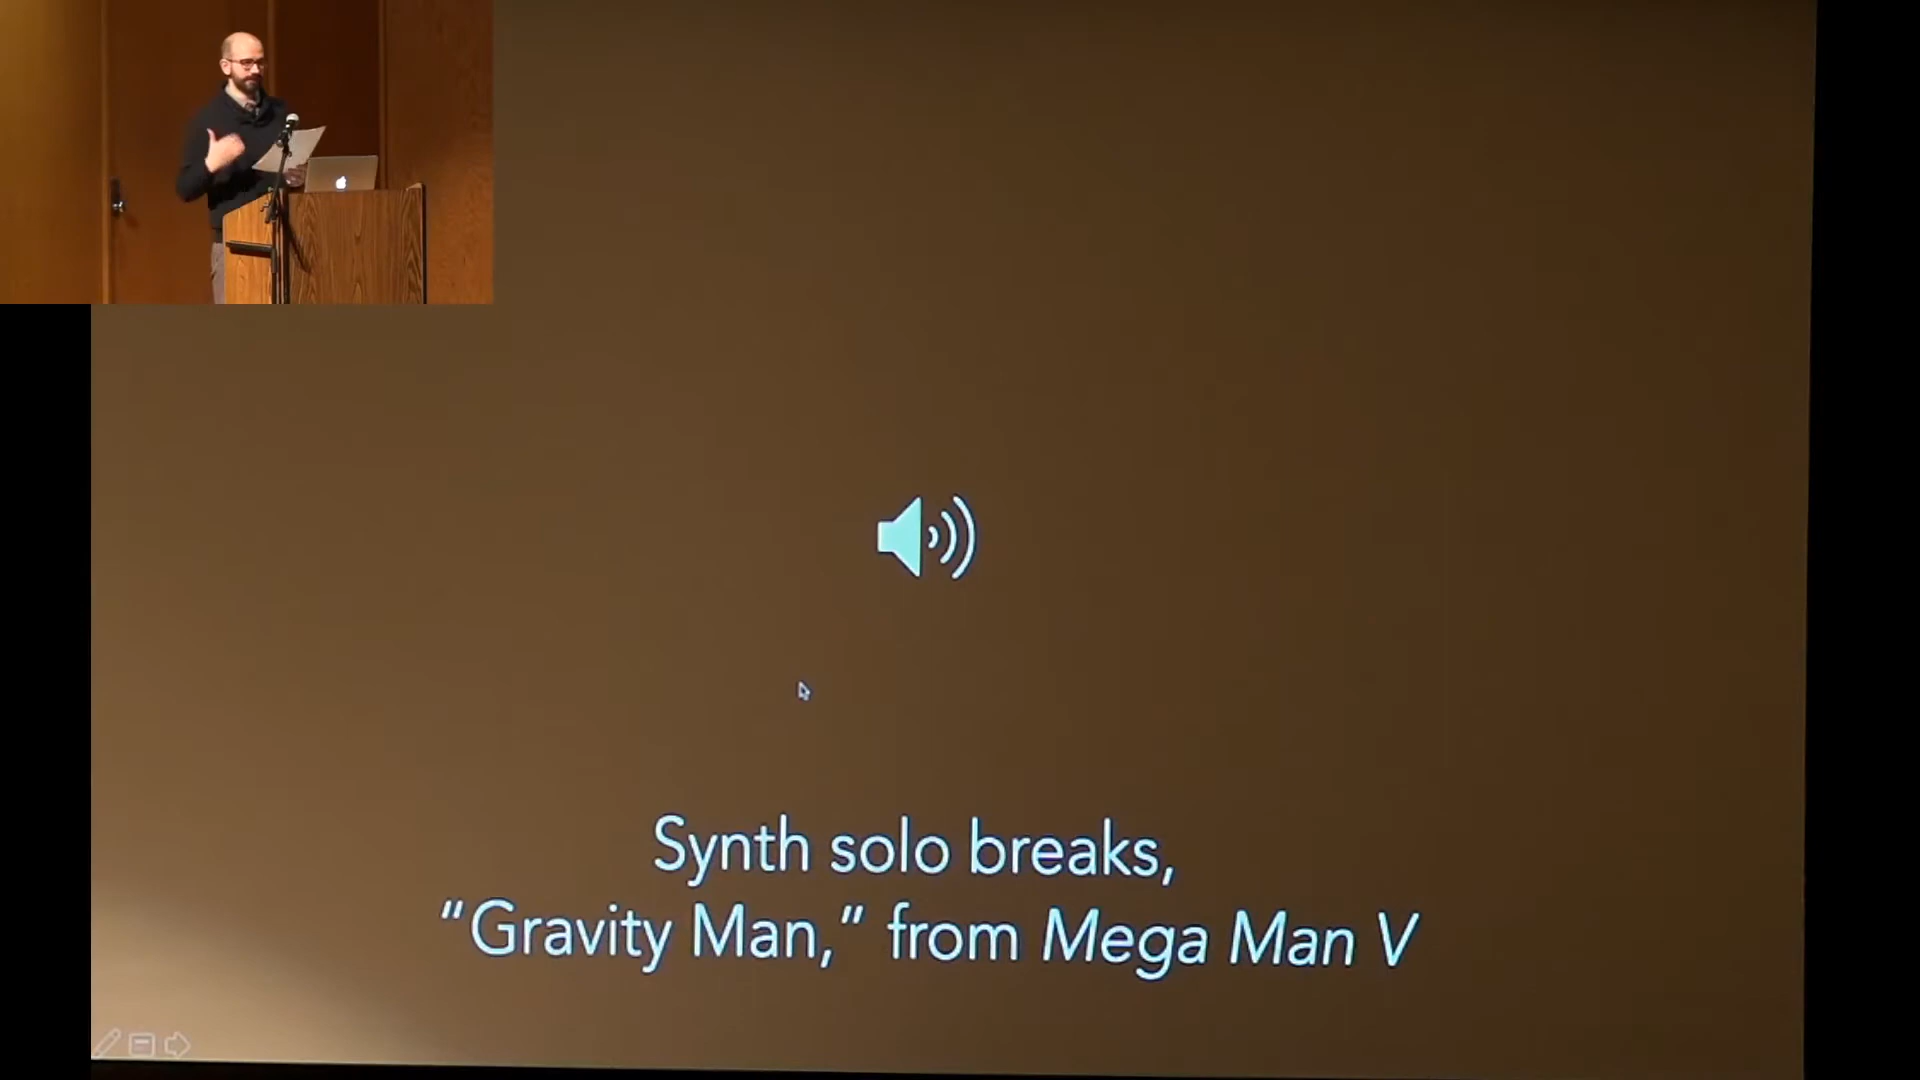 Synth solo breaks,
“Gravity Man,” from Mega Man V